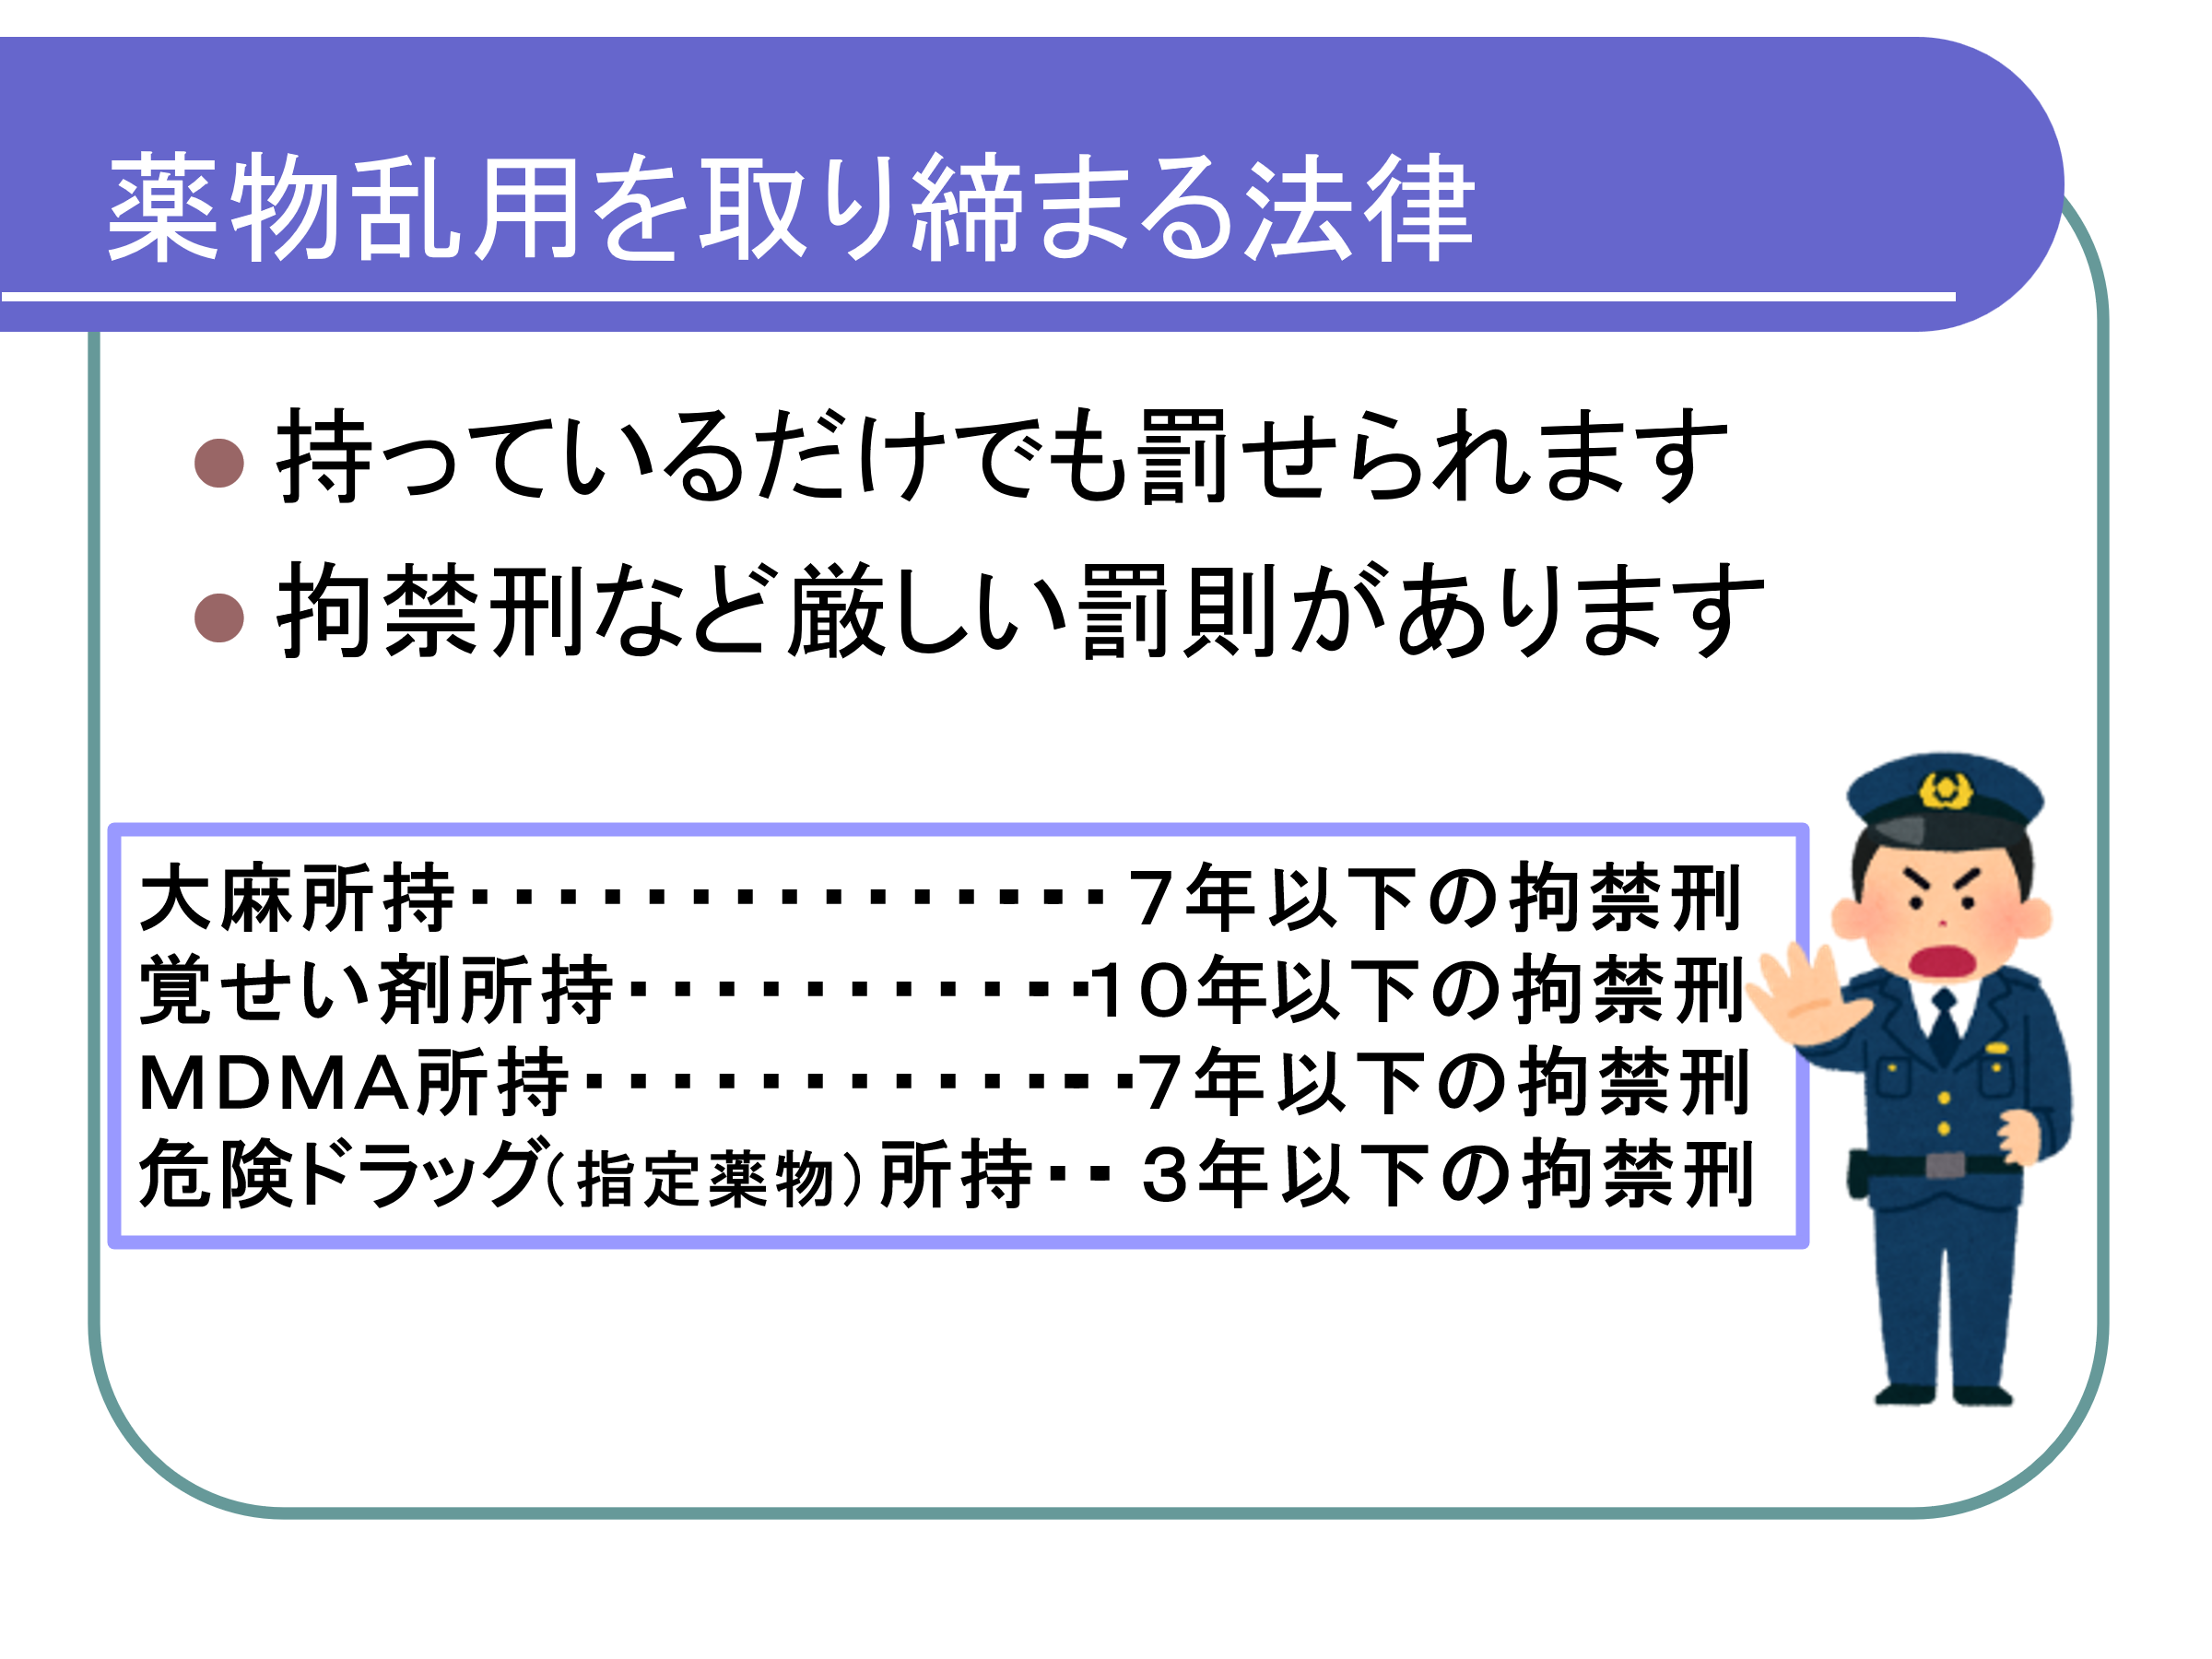 薬物乱用を取り締まる法律
● 持っているだけでも罰せられます
● 拘禁刑など厳しい罰則があります
大麻所持・・・・・・・・・・・・・・・７年以下の拘禁刑
覚せい剤所持・・・・・・・・・・・１０年以下の拘禁刑
ＭＤＭＡ所持・・・・・・・・・・・・・７年以下の拘禁刑
危険ドラッグ（指定薬物）所持・・３年以下の拘禁刑